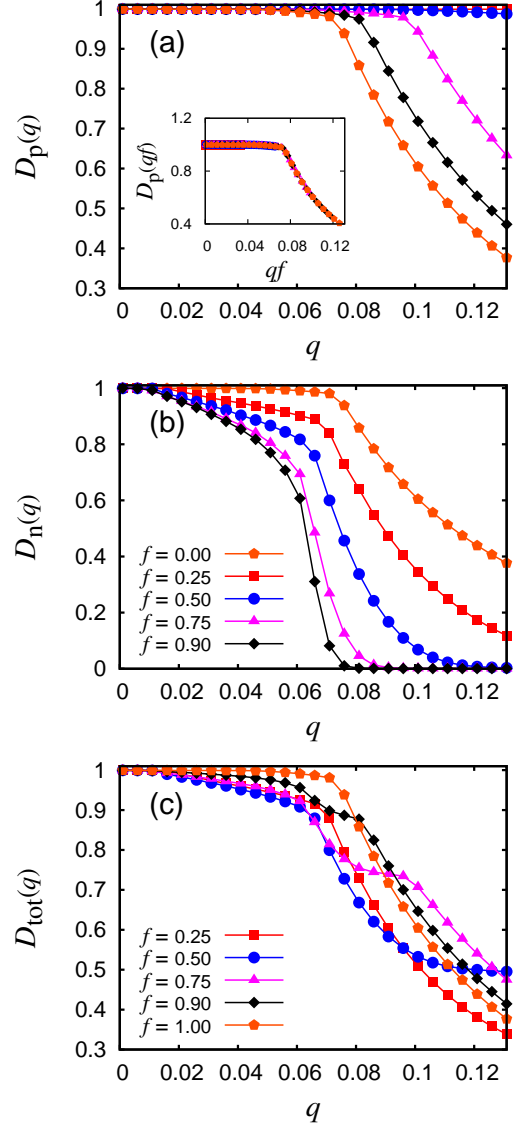 1
0.9
0.8
0.7
0.6
0.5
0.4
0.3
0 0.02 0.04 0.06 0.08 0.1 0.12
(a)
D_p(q)
q
1.2
0.8
0.4
0 0.04 0.08 0.12
D_p(qf)
qf
1
0.8
0.6
0.4
0.2
0
0 0.02 0.04 0.06 0.08 0.1 0.12
(b)
D_n(q)
q
f = 0.00
f = 0.25
f = 0.50
f = 0.75
f = 0.90
1
0.9
0.8
0.7
0.6
0.5
0.4
0.3
0 0.02 0.04 0.06 0.08 0.1 0.12
(c)
D_tot(q)
q
f = 0.25
f = 0.50
f = 0.75
f = 0.90
f = 1.00